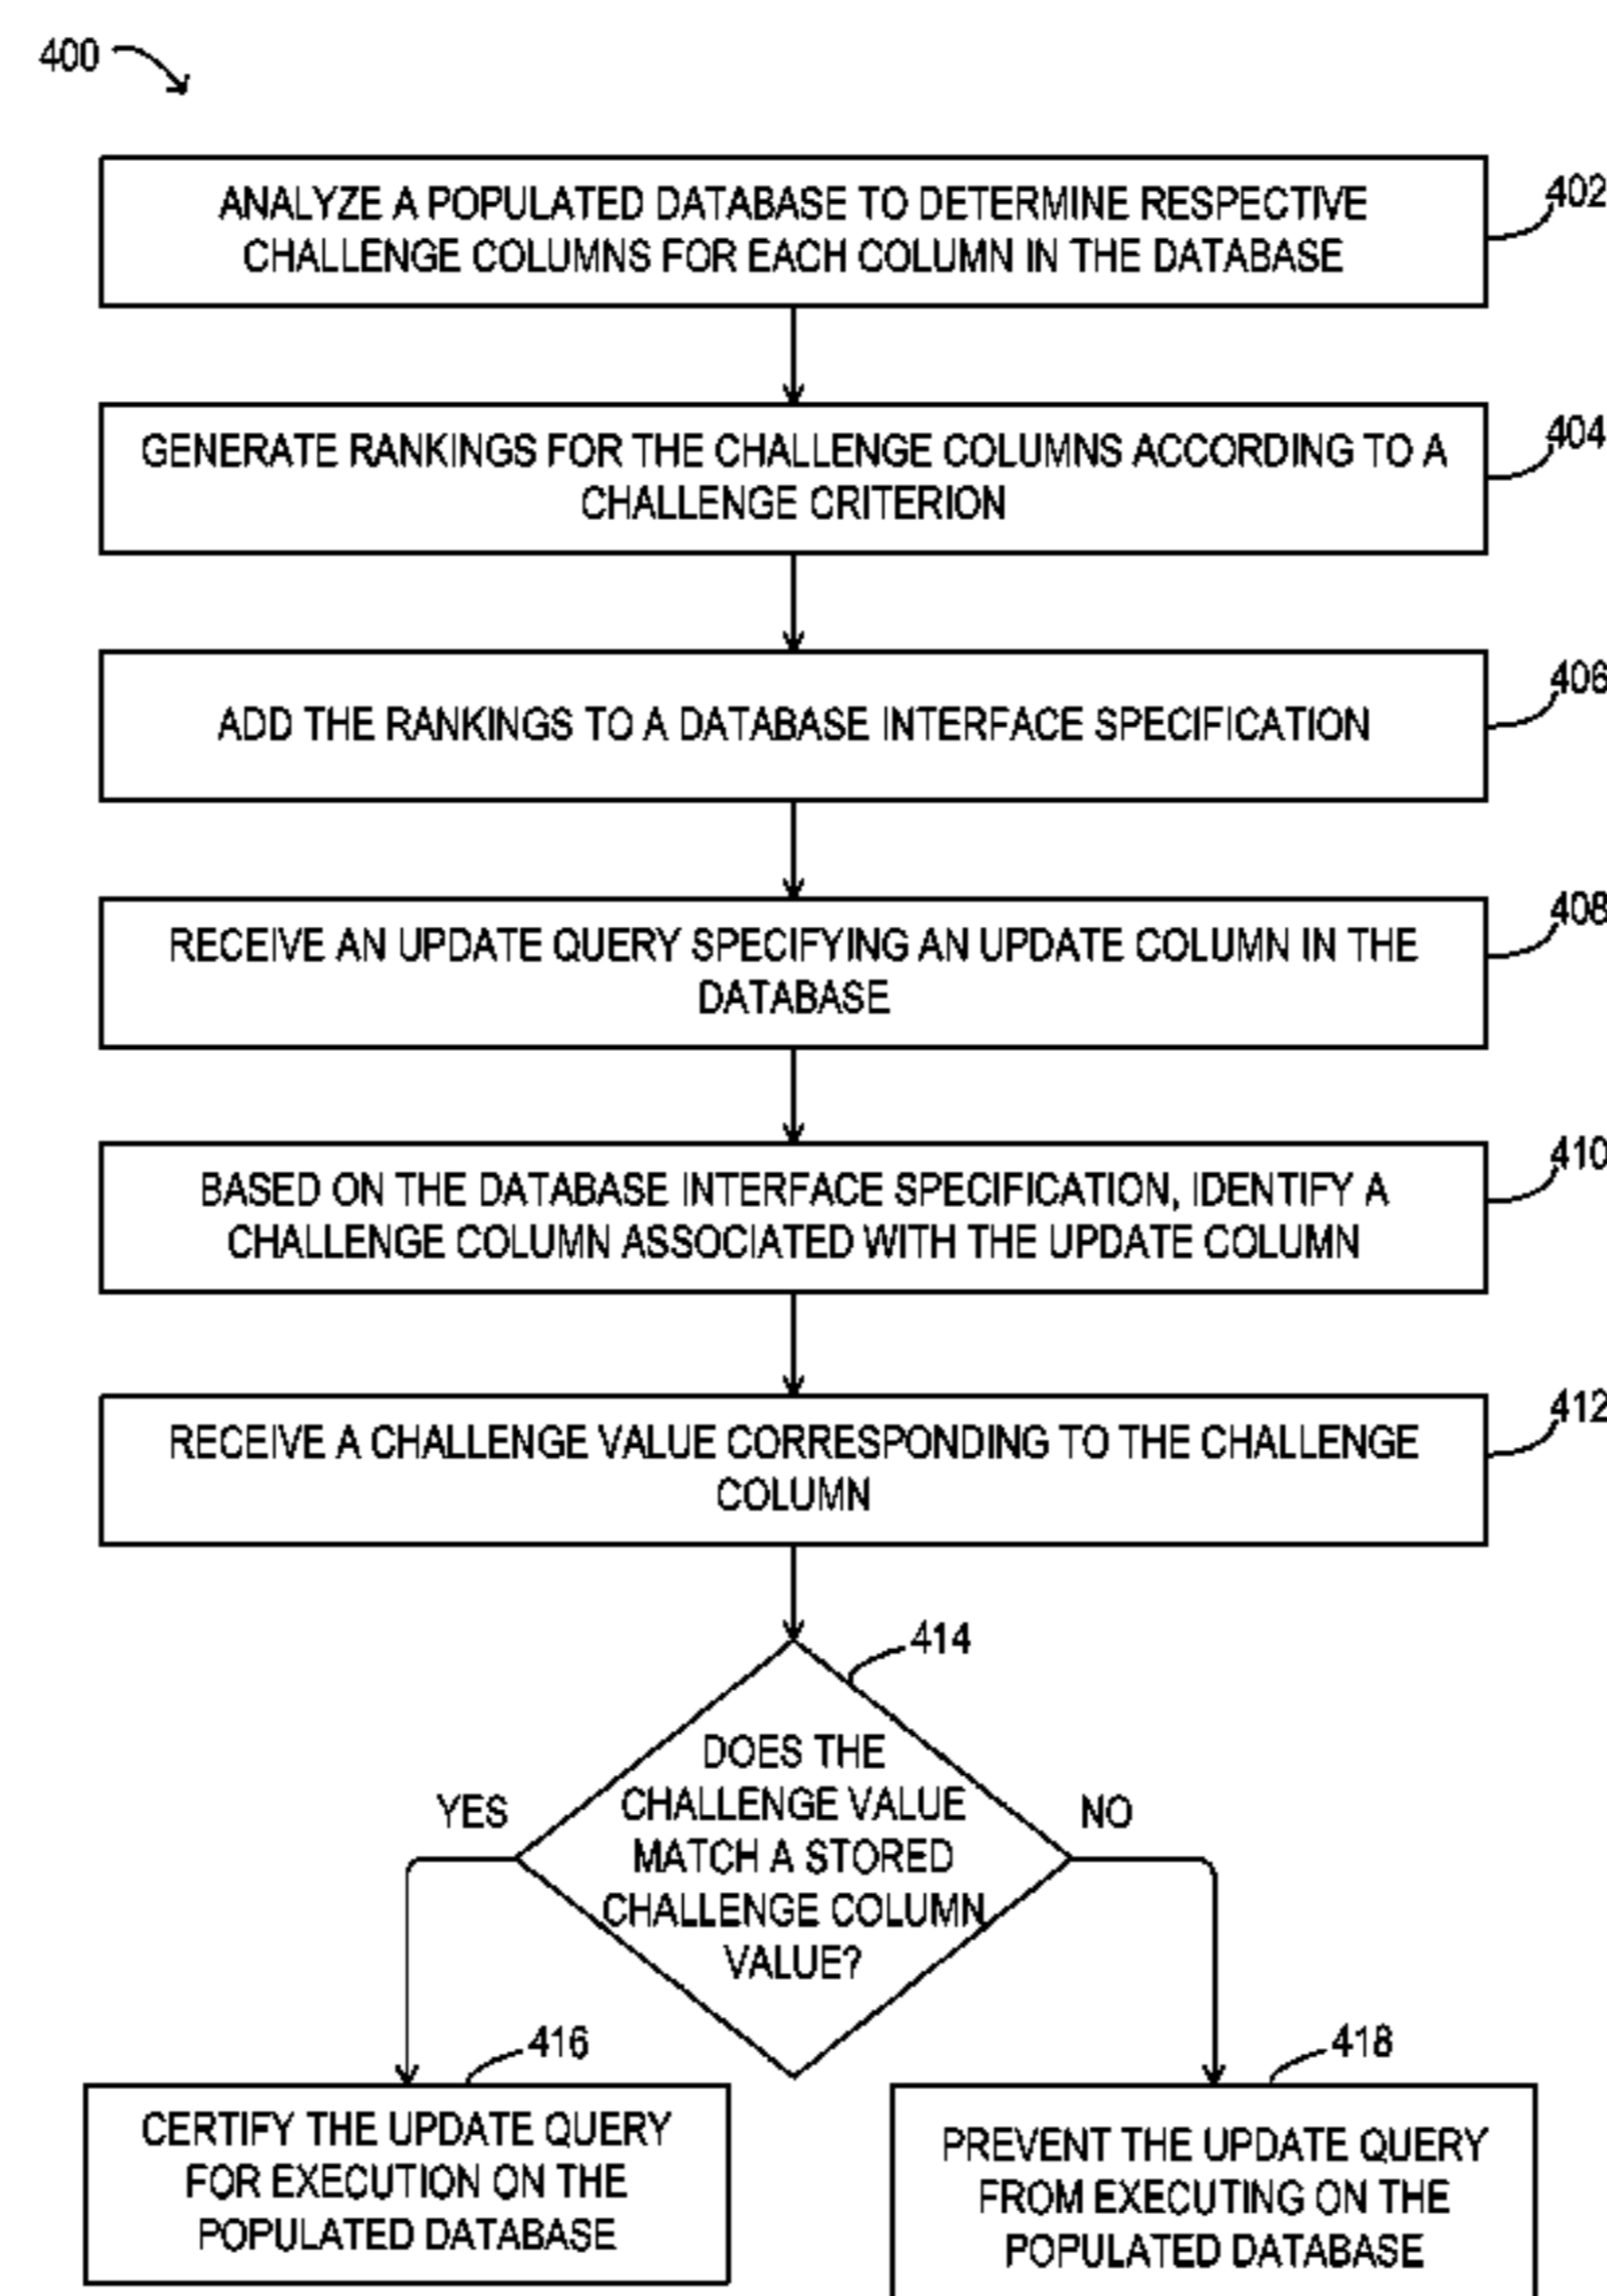 400
ANALYZE A POPULATED DATABASE TO DETERMINE RESPECTIVE
CHALLENGE COLUMNS FOR EACH COLUMN IN THE DATABASE
402
GENERATE RANKINGS FOR THE CHALLENGE COLUMNS ACCORDING TO A
CHALLENGE CRITERION
404
ADD THE RANKINGS TO A DATABASE INTERFACE SPECIFICATION
406
RECEIVE AN UPDATE QUERY SPECIFYING AN UPDATE COLUMN IN THE
DATABASE
408
BASED ON THE DATABASE INTERFACE SPECIFICATION, IDENTIFY A
CHALLENGE COLUMN ASSOCIATED WITH THE UPDATE COLUMN
410
RECEIVE A CHALLENGE VALUE CORRESPONDING TO THE CHALLENGE
COLUMN
412
414
DOES THE
CHALLENGE VALUE
MATCH A STORED
CHALLENGE COLUMN
VALUE?
YES
NO
416
CERTIFY THE UPDATE QUERY
FOR EXECUTION ON THE
POPULATED DATABASE
418
PREVENT THE UPDATE QUERY
FROM EXECUTING ON THE
POPULATED DATABASE